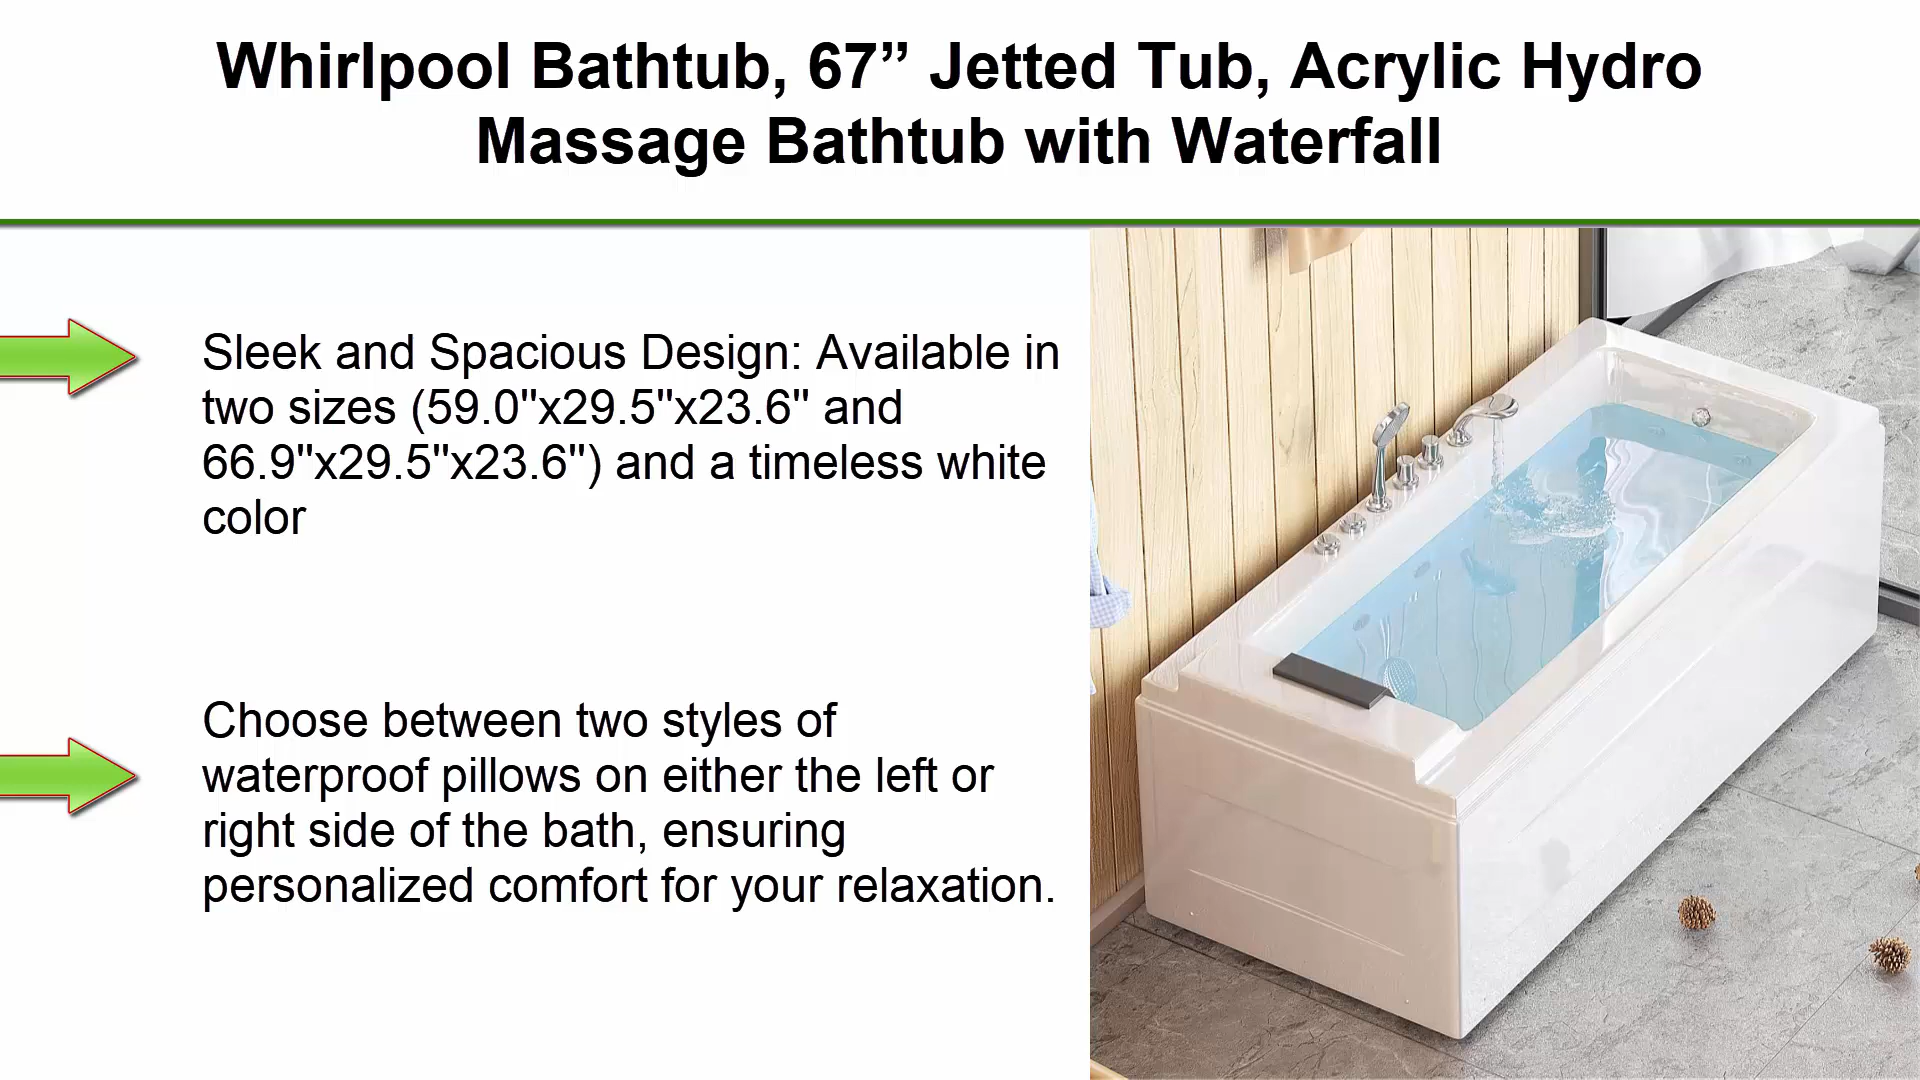 Whirlpool Bathtub, 67” Jetted Tub, Acrylic Hydro
Massage Bathtub with Waterfall
Sleek and Spacious Design: Available in
two sizes (59.0"x29.5"x23.6" and
66.9"x29.5"x23.6") and a timeless white
color
Choose between two styles of
waterproof pillows on either the left or
right side of the bath, ensuring
personalized comfort for your relaxation.